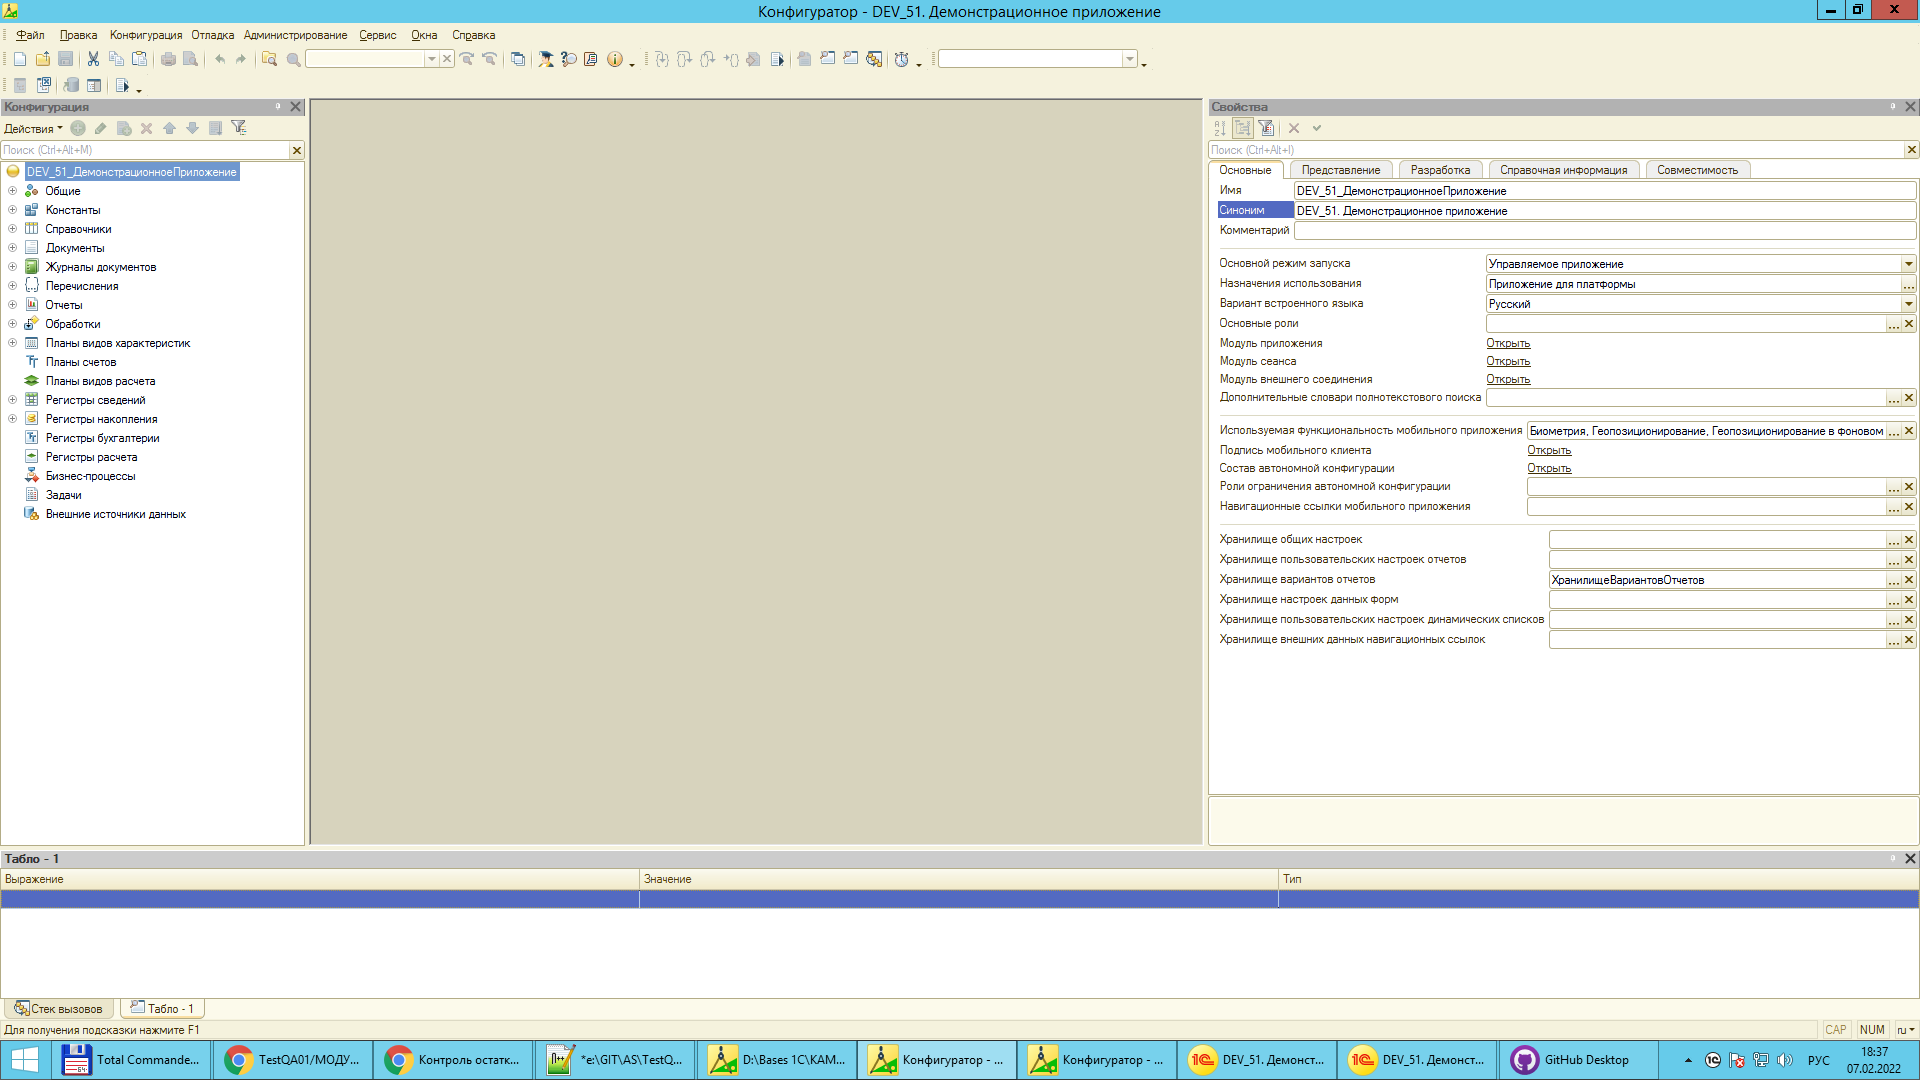 Конфигуратор - DEV_51. Демонстрационное приложение
Файл Правка Конфигурация Отладка Администрирование Сервис Окна Справка
Конфигурация
Действия
Поиск (Ctrl+Alt+M)
DEV_51_ДемонстрационноеПриложение
Общие
Константы
Справочники
Документы
Журналы документов
Перечисления
Отчеты
Обработки
Планы видов характеристик
Планы счетов
Планы видов расчета
Регистры сведений
Регистры накопления
Регистры бухгалтерии
Регистры расчета
Бизнес-процессы
Задачи
Внешние источники данных
Свойства
Поиск (Ctrl+Alt+I)
Основные Представление Разработка Справочная информация Совместимость
Имя DEV_51_ДемонстрационноеПриложение
Синоним DEV_51. Демонстрационное приложение
Комментарий
Основной режим запуска Управляемое приложение
Назначения использования Приложение для платформы
Вариант встроенного языка Русский
Основные роли
Модуль приложения Открыть
Модуль сеанса Открыть
Модуль внешнего соединения Открыть
Дополнительные словари полнотекстового поиска
Используемая функциональность мобильного приложения Биометрия, Геопозиционирование, Геопозиционирование в фоновом
Подпись мобильного клиента Открыть
Состав автономной конфигурации Открыть
Роли ограничения автономной конфигурации
Навигационные ссылки мобильного приложения
Хранилище общих настроек
Хранилище пользовательских настроек отчетов
Хранилище вариантов отчетов ХранилищеВариантовОтчетов
Хранилище настроек данных форм
Хранилище пользовательских настроек динамических списков
Хранилище внешних данных навигационных ссылок
Табло - 1
Выражение Значение Тип
Стек вызовов Табло - 1
Для получения подсказки нажмите F1 CAP NUM ru
Total Commande... TestQA01/МОДУ... Контроль остатк... *e:\GIT\AS\TestQ... D:\Bases 1C\КАМ... Конфигуратор - ... Конфигуратор - ... DEV_51. Демонст... DEV_51. Демонст... GitHub Desktop РУС 18:37
07.02.2022